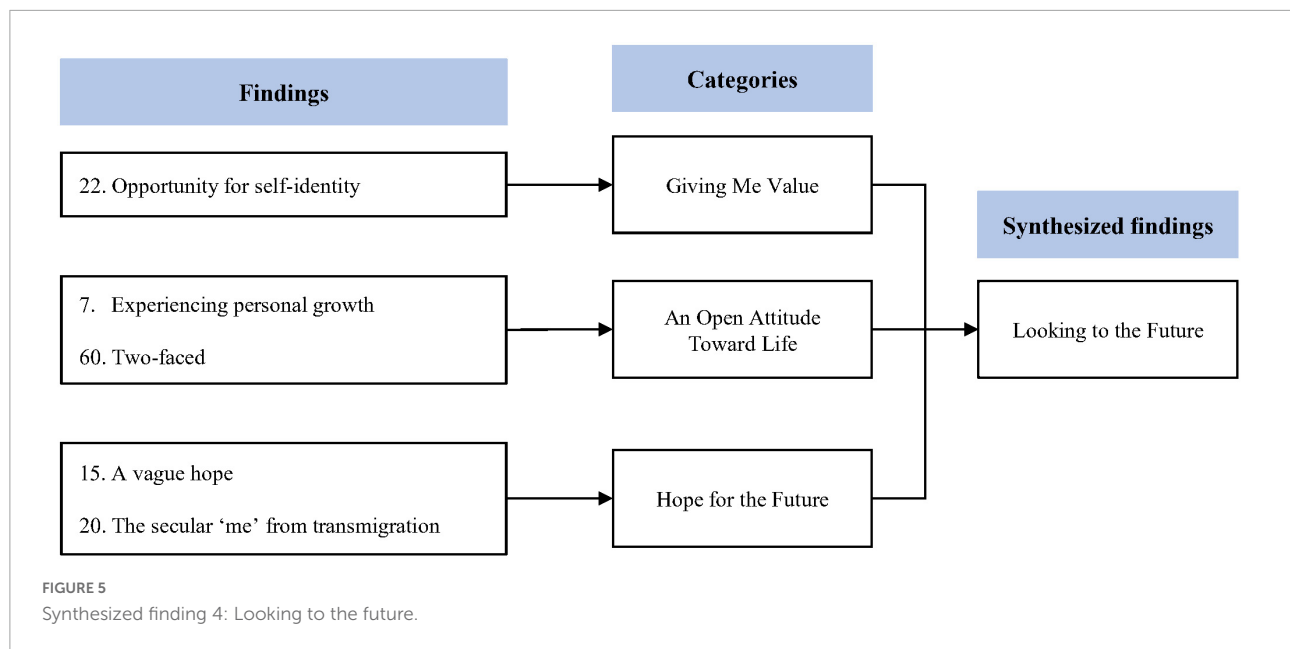 Findings
Categories
Synthesized findings
22. Opportunity for self-identity
Giving Me Value
7. Experiencing personal growth
60. Two-faced
An Open Attitude
Toward Life
Looking to the Future
15. A vague hope
20. The secular ‘me’ from transmigration
Hope for the Future
FIGURE 5
Synthesized finding 4: Looking to the future.